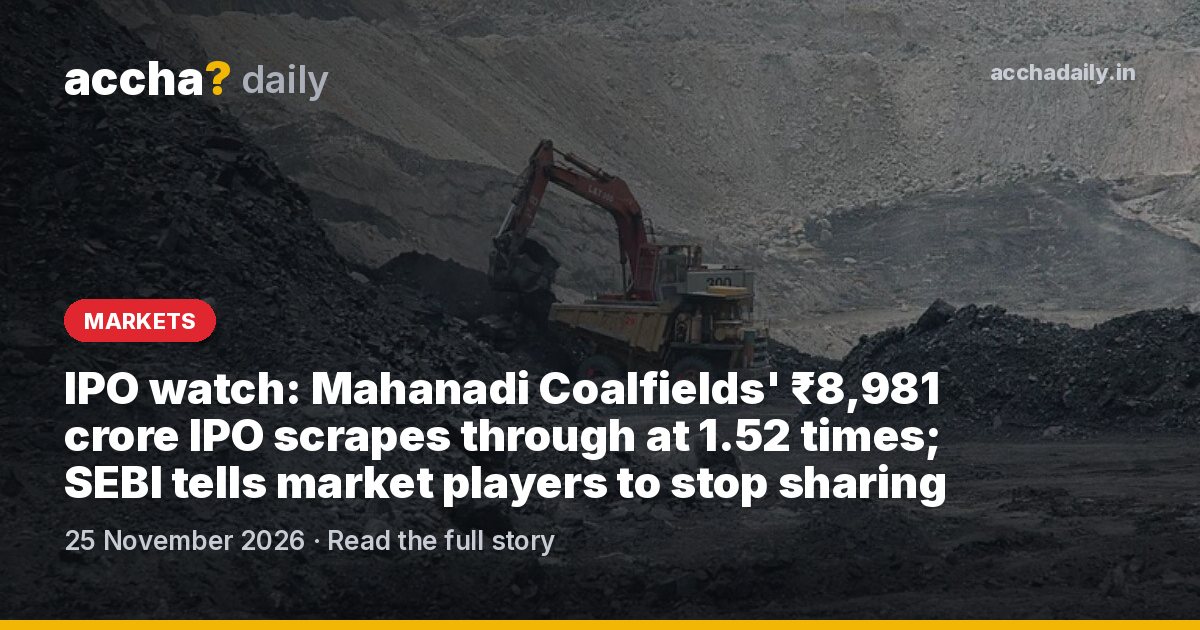 accha? daily
acchadaily.in
MARKETS
IPO watch: Mahanadi Coalfields' ₹8,981
crore IPO scrapes through at 1.52 times;
SEBI tells market players to stop sharing
25 November 2026 · Read the full story
300